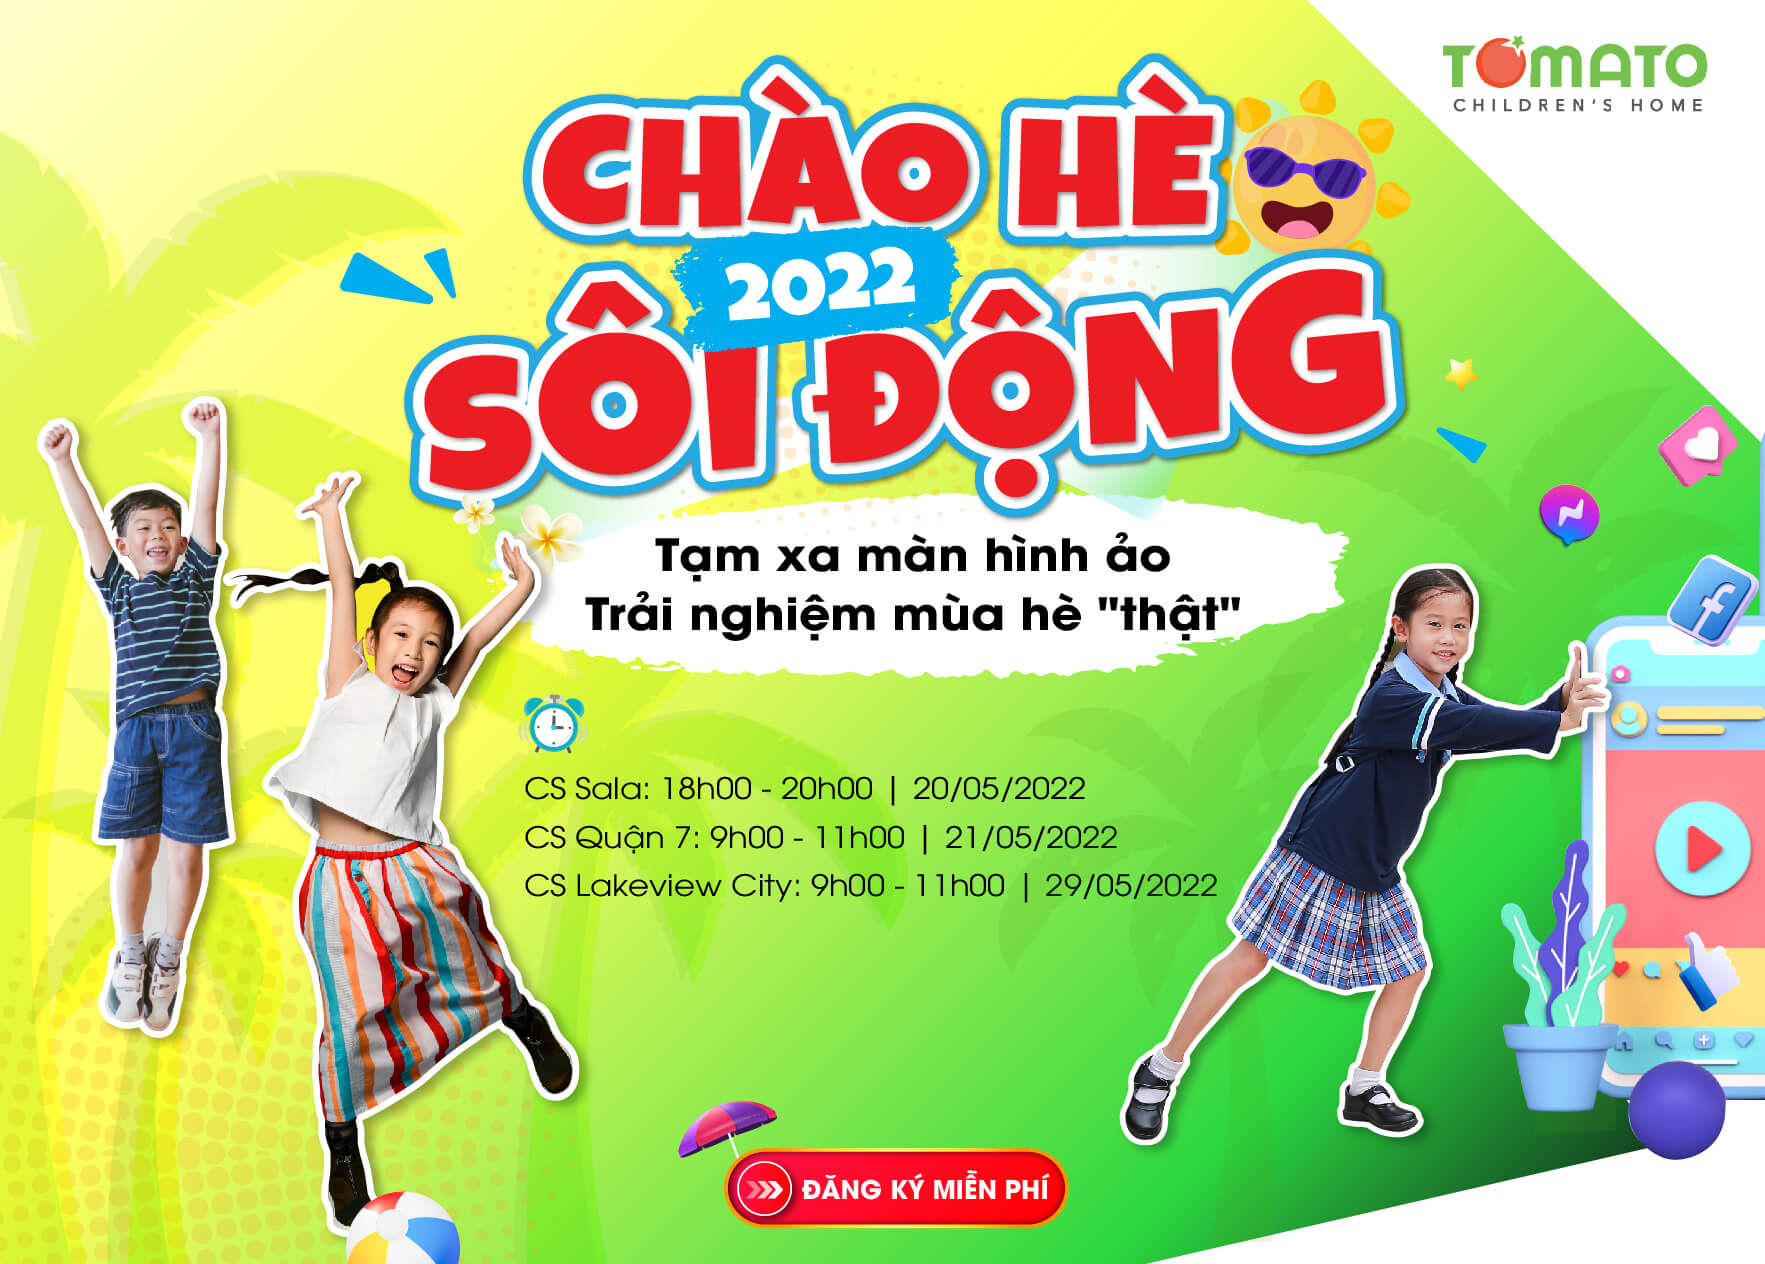 TOMATO
CHILDREN'S HOME
CHÀO HÈ
2022
SÔI ĐỘNG
Tạm xa màn hình ảo
Trải nghiệm mùa hè "thật"
CS Sala: 18h00 - 20h00 | 20/05/2022
CS Quận 7: 9h00 - 11h00 | 21/05/2022
CS Lakeview City: 9h00 - 11h00 | 29/05/2022
ĐĂNG KÝ MIỄN PHÍ